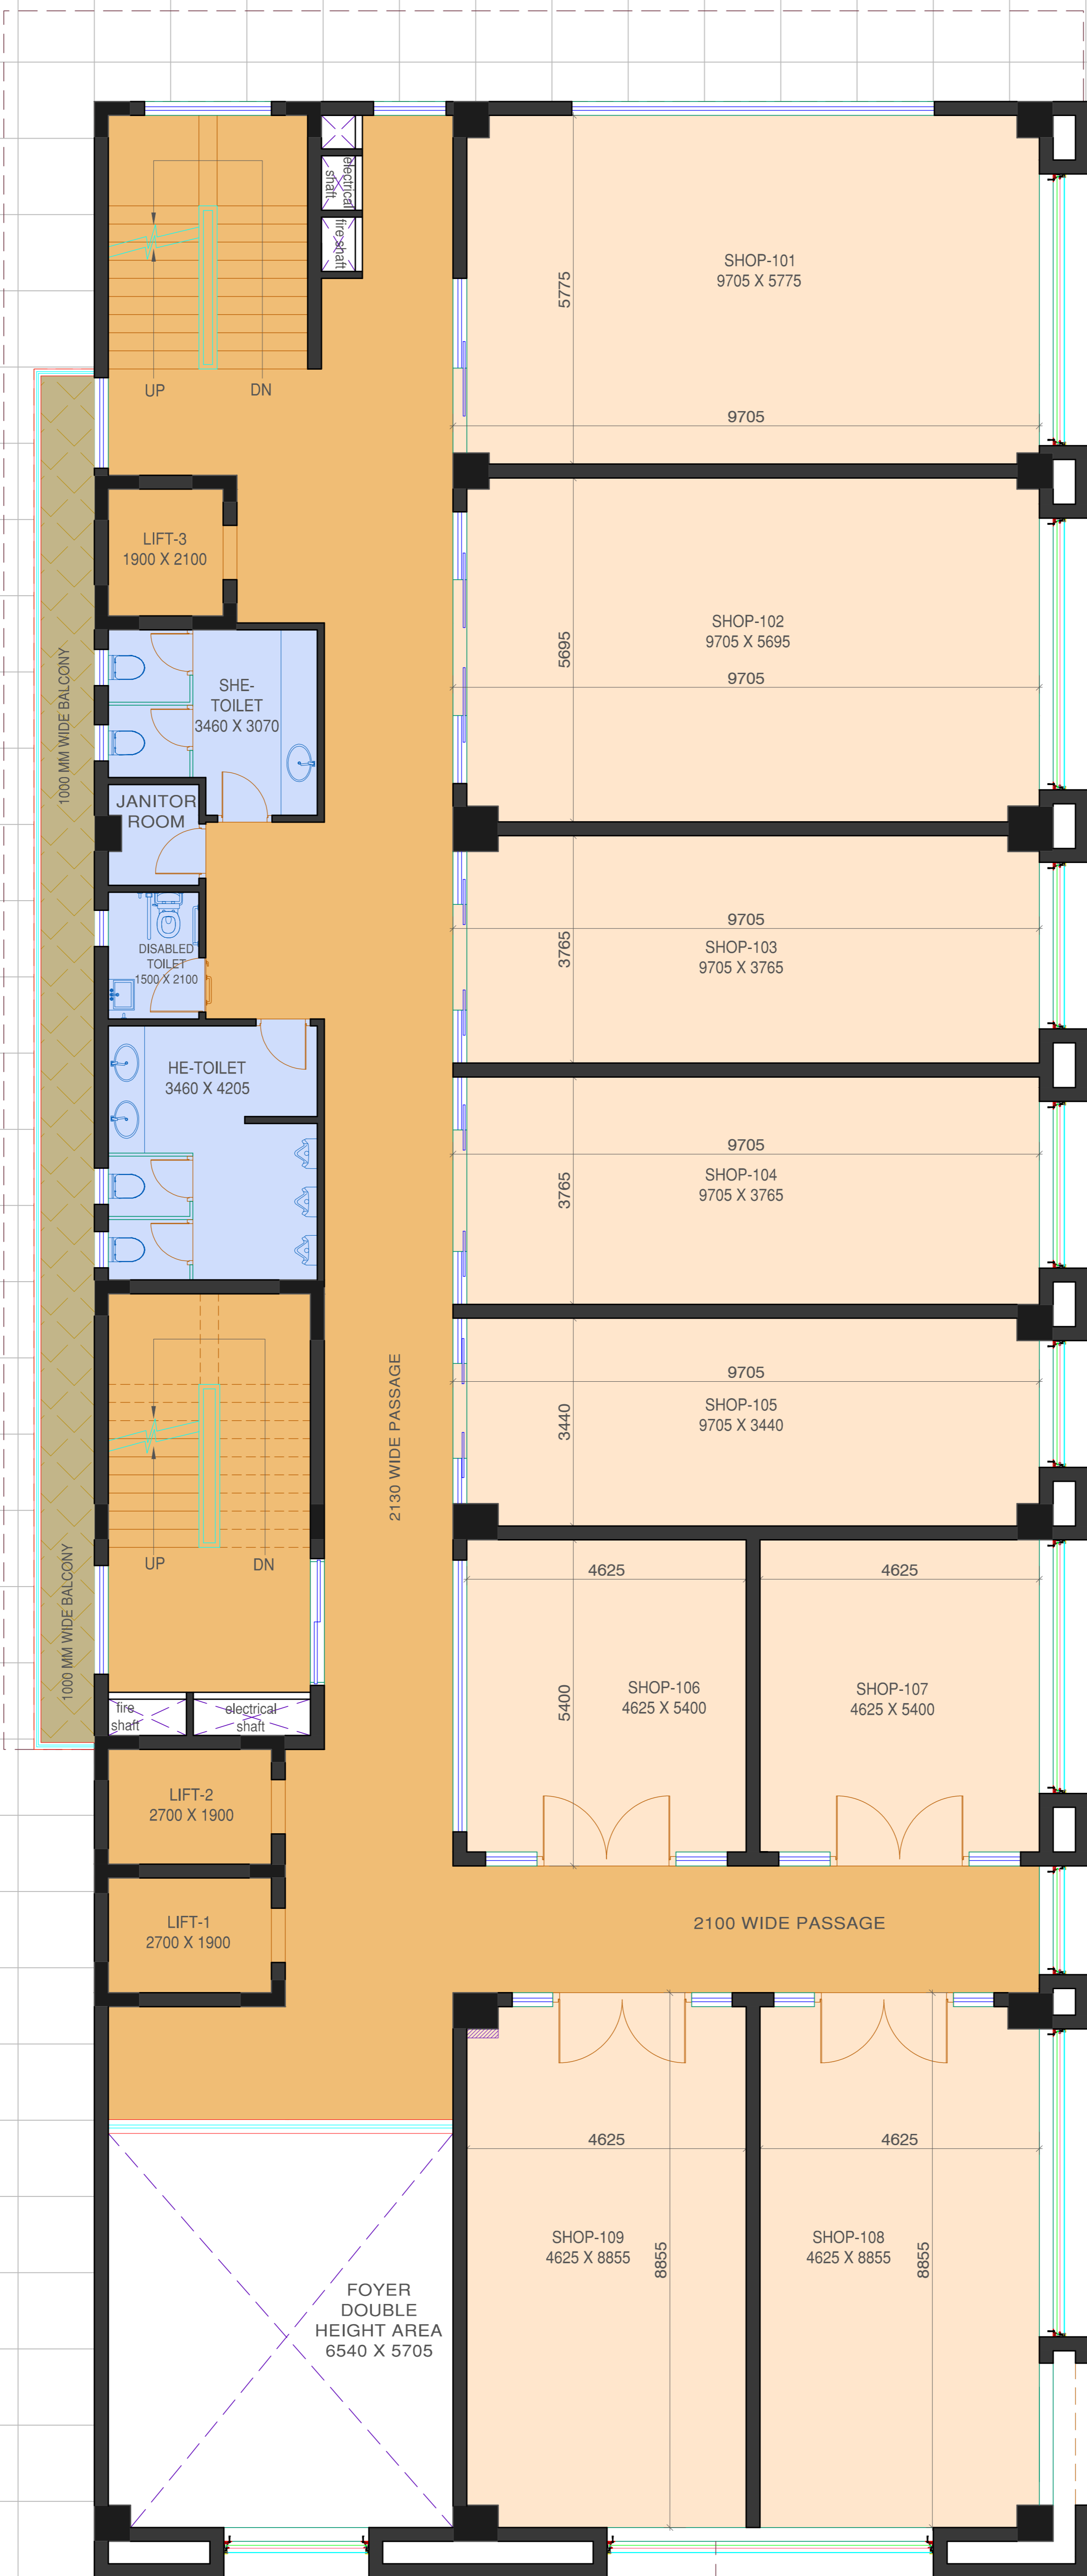 electrical
shaft
fire shaft
SHOP-101
9705 X 5775
5775
9705
UP
DN
LIFT-3
1900 X 2100
SHOP-102
9705 X 5695
5695
9705
1000 MM WIDE BALCONY
SHE-
TOILET
3460 X 3070
JANITOR
ROOM
9705
SHOP-103
9705 X 3765
3765
DISABLED
TOILET
1500 X 2100
HE-TOILET
3460 X 4205
9705
SHOP-104
9705 X 3765
3765
2130 WIDE PASSAGE
9705
SHOP-105
9705 X 3440
3440
UP
DN
1000 MM WIDE BALCONY
4625
4625
SHOP-106
4625 X 5400
5400
SHOP-107
4625 X 5400
fire
shaft
electrical
shaft
LIFT-2
2700 X 1900
LIFT-1
2700 X 1900
2100 WIDE PASSAGE
4625
4625
SHOP-109
4625 X 8855
8855
SHOP-108
4625 X 8855
8855
FOYER
DOUBLE
HEIGHT AREA
6540 X 5705